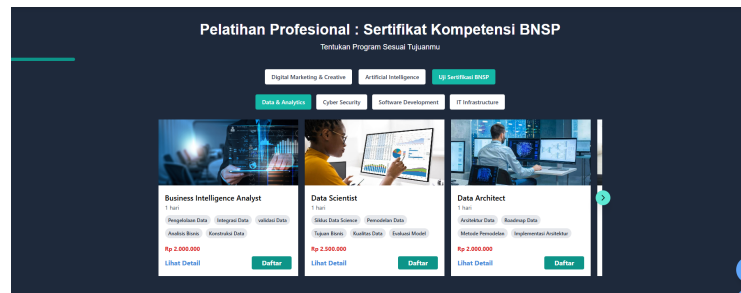 Pelatihan Profesional : Sertifikat Kompetensi BNSP
Tentukan Program Sesuai Tujuanmu
Digital Marketing & Creative
Artificial Intelligence
Uji Sertifikasi BNSP
Data & Analytics
Cyber Security
Software Development
IT Infrastructure
Business Intelligence Analyst
1 hari
Pengelolaan Data
Integrasi Data
validasi Data
Analisis Bisnis
Konstruksi Data
Rp 2.000.000
Lihat Detail
Daftar
Data Scientist
1 hari
Siklus Data Science
Pemodelan Data
Tujuan Bisnis
Kualitas Data
Evaluasi Model
Rp 2.500.000
Lihat Detail
Daftar
Data Architect
1 hari
Arsitektur Data
Roadmap Data
Metode Pemodelan
Implementasi Arsitektur
Rp 2.000.000
Lihat Detail
Daftar